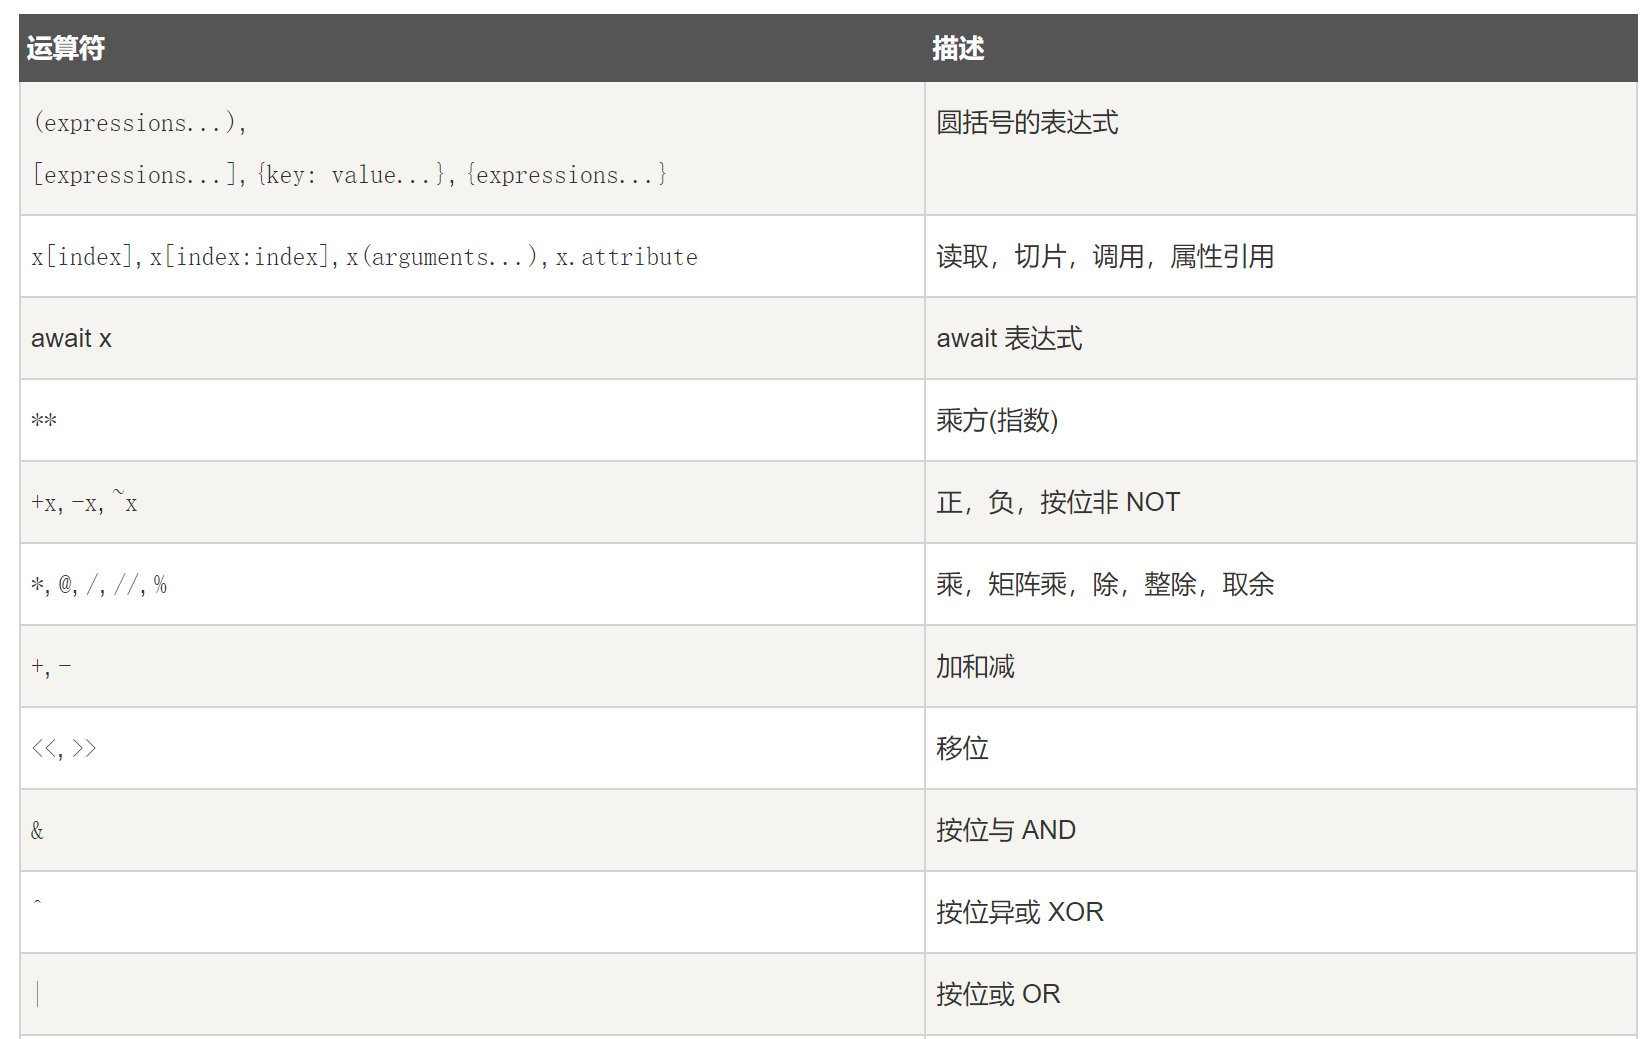 运算符 描述
(expressions...), 圆括号的表达式
[expressions...], {key: value...}, {expressions...}
x[index], x[index:index], x(arguments...), x.attribute 读取，切片，调用，属性引用
await x await 表达式
** 乘方(指数)
+x, -x, ~x 正，负，按位非 NOT
*, @, /, //, % 乘，矩阵乘，除，整除，取余
+, - 加和减
<<, >> 移位
& 按位与 AND
^ 按位异或 XOR
| 按位或 OR